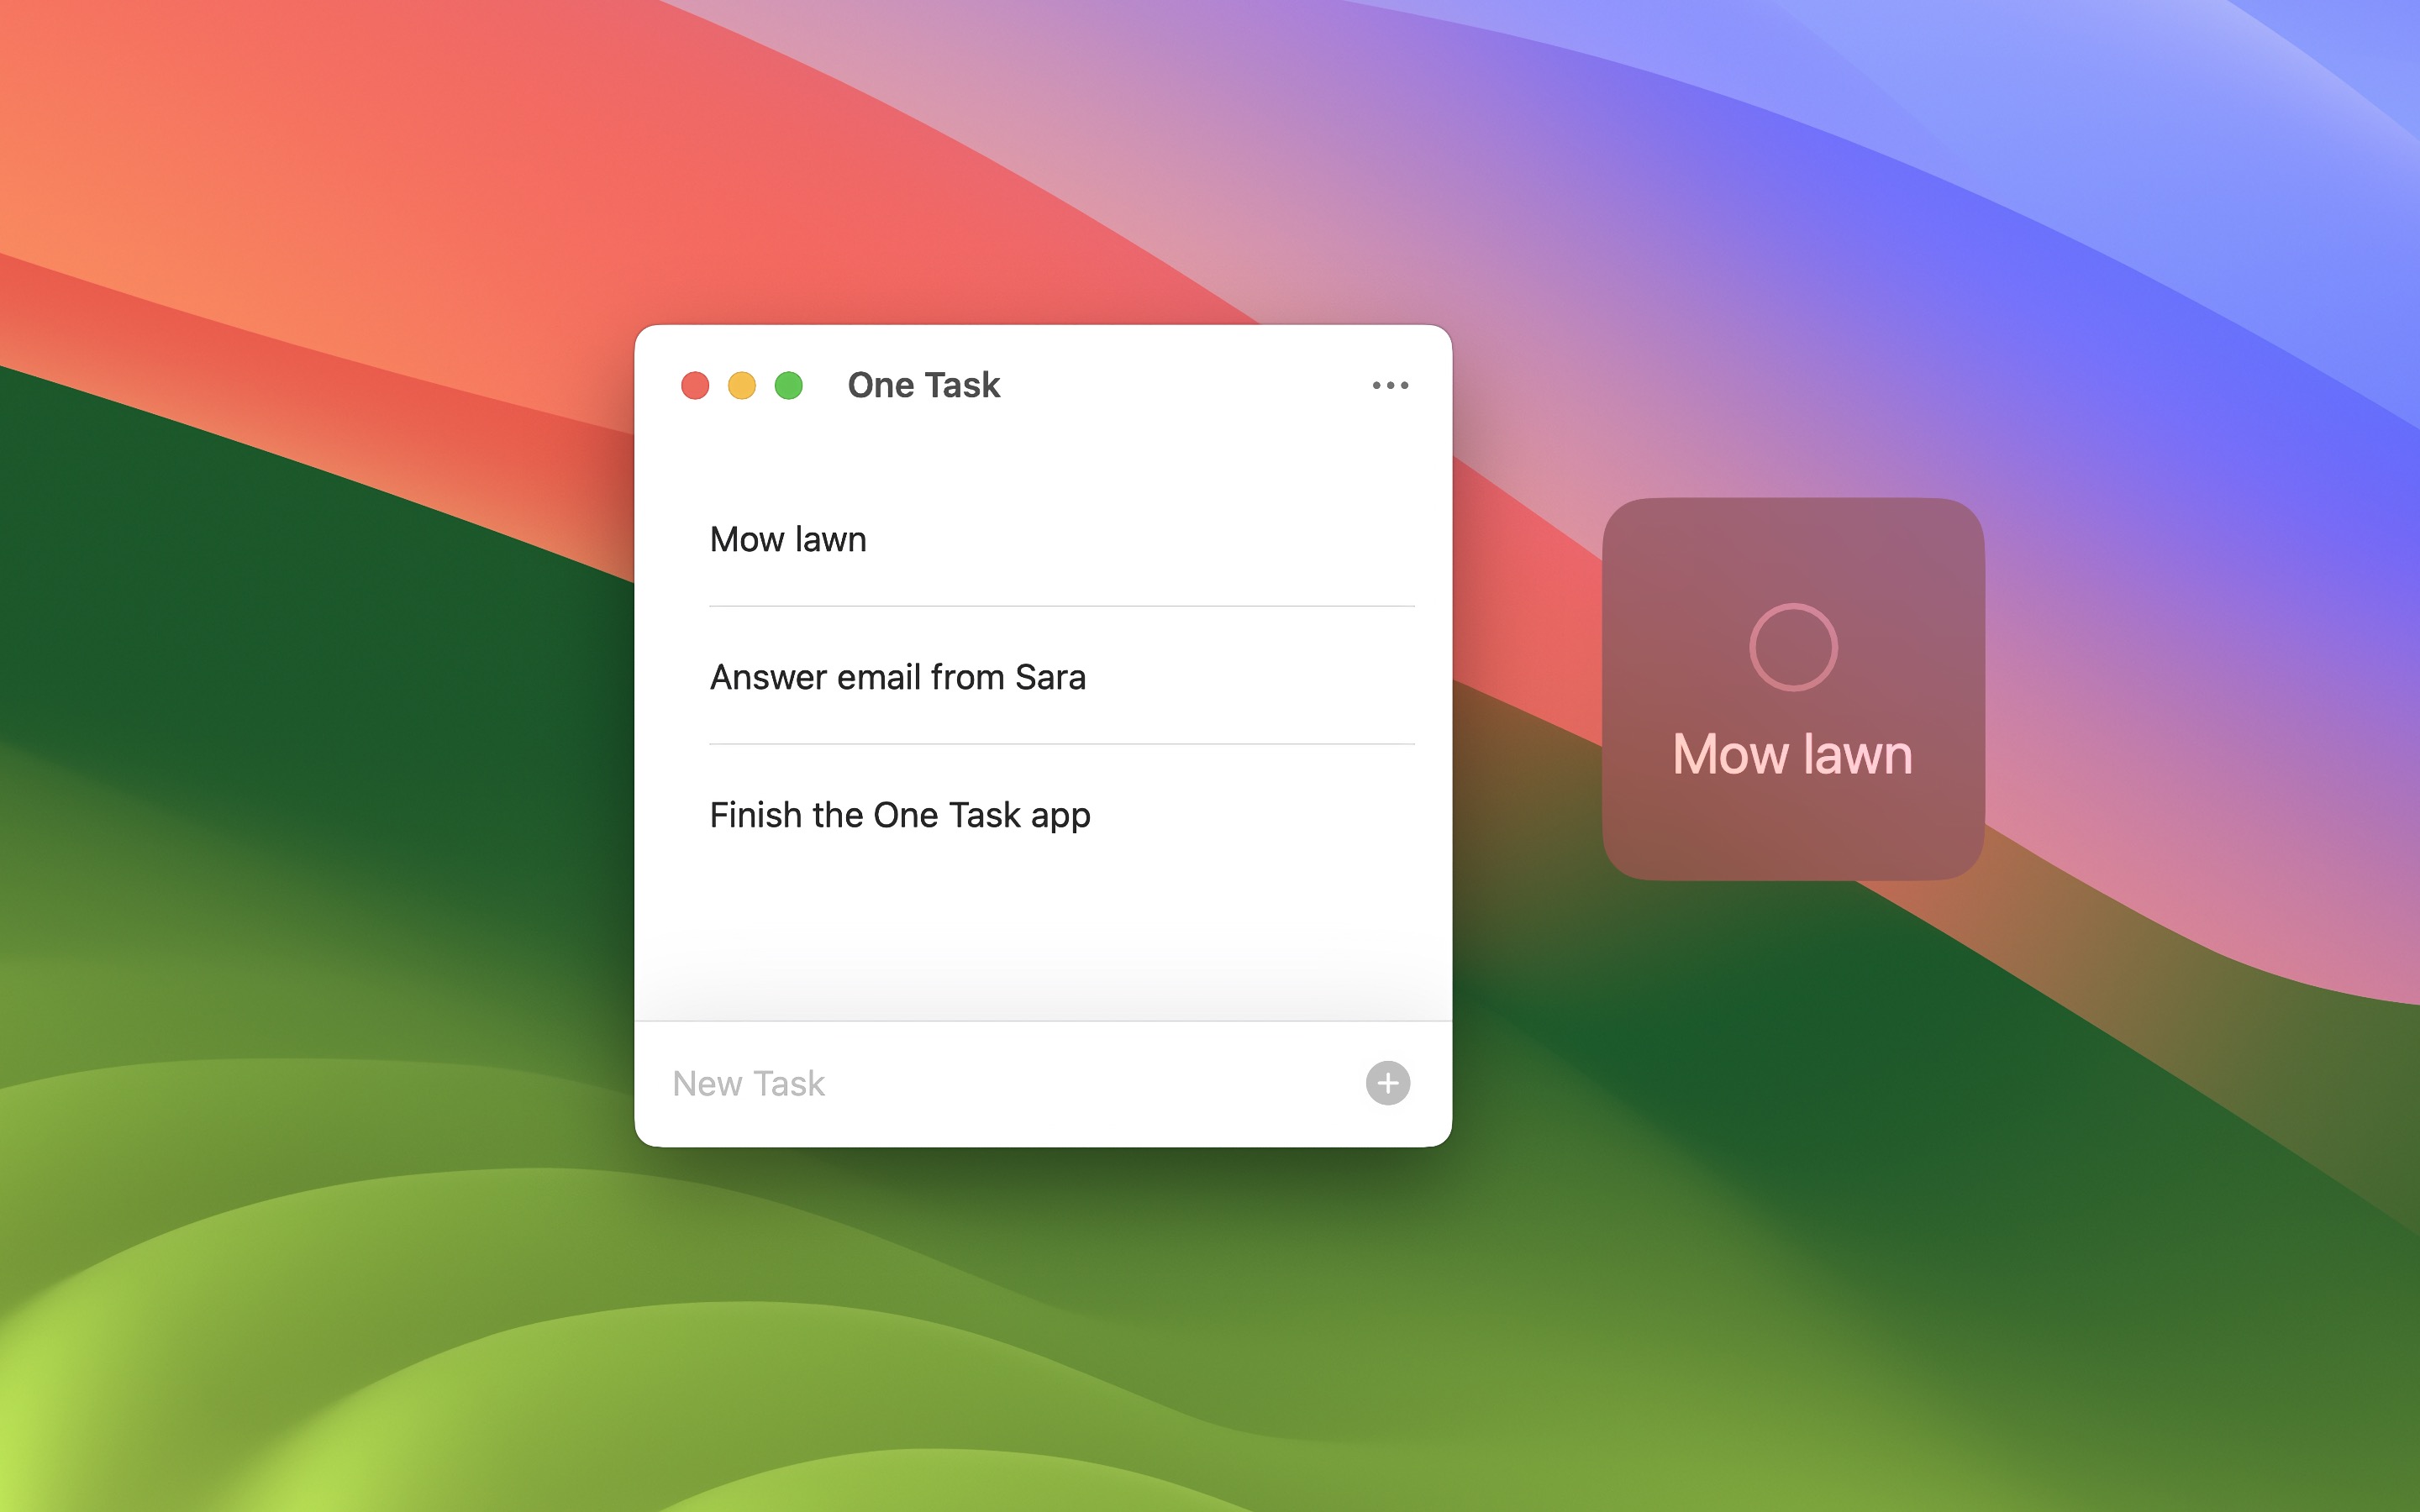 One Task
Mow lawn
Answer email from Sara
Finish the One Task app
New Task
Mow lawn